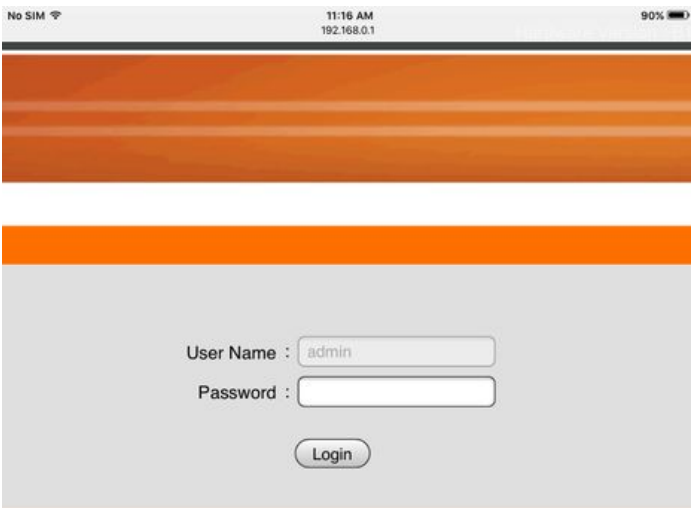 No SIM 11:16 AM 90%
192.168.0.1
User Name : admin
Password :
Login